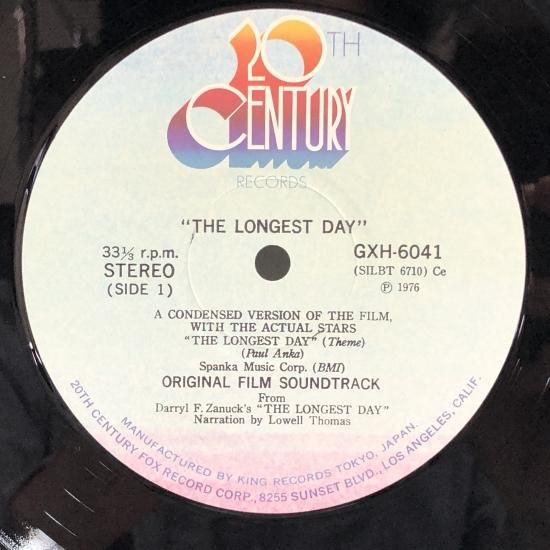 20TH
CENTURY
RECORDS
"THE LONGEST DAY"
33⅓ r.p.m.
STEREO
(SIDE 1)
GXH-6041
(SILBT 6710) Ce
Ⓟ 1976
A CONDENSED VERSION OF THE FILM,
WITH THE ACTUAL STARS
"THE LONGEST DAY" (Theme)
(Paul Anka)
Spanka Music Corp. (BMI)
ORIGINAL FILM SOUNDTRACK
From
Darryl F. Zanuck's "THE LONGEST DAY"
Narration by Lowell Thomas
MANUFACTURED BY KING RECORDS TOKYO, JAPAN.
20TH CENTURY FOX RECORD CORP., 8255 SUNSET BLVD., LOS ANGELES, CALIF.